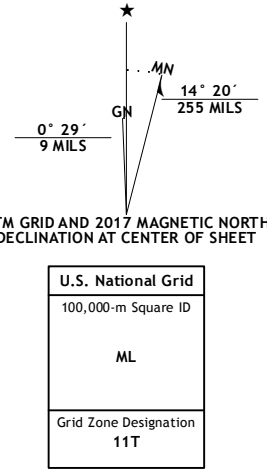 ★
MN
GN
14° 20´
255 MILS
0° 29´
9 MILS
TM GRID AND 2017 MAGNETIC NORTH
DECLINATION AT CENTER OF SHEET
U.S. National Grid
100,000-m Square ID
ML
Grid Zone Designation
11T